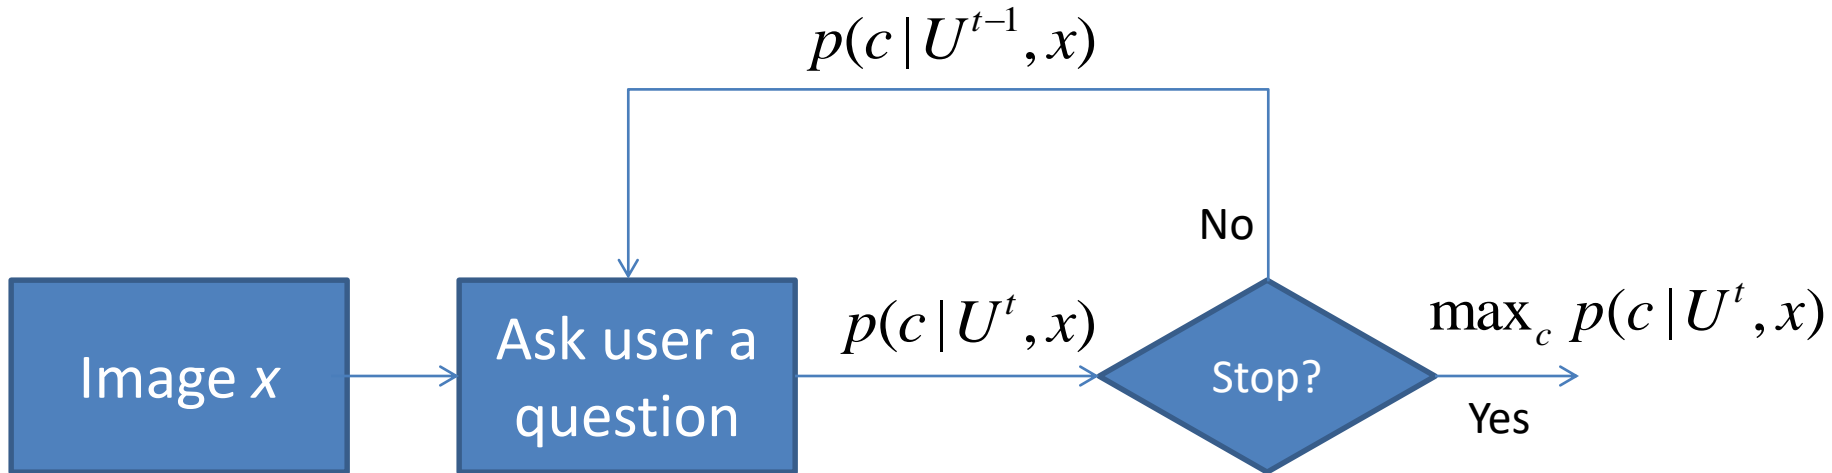 p(c | U^{t-1}, x)
No
Image x
Ask user a
question
p(c | U^t, x)
Stop?
max_c p(c | U^t, x)
Yes